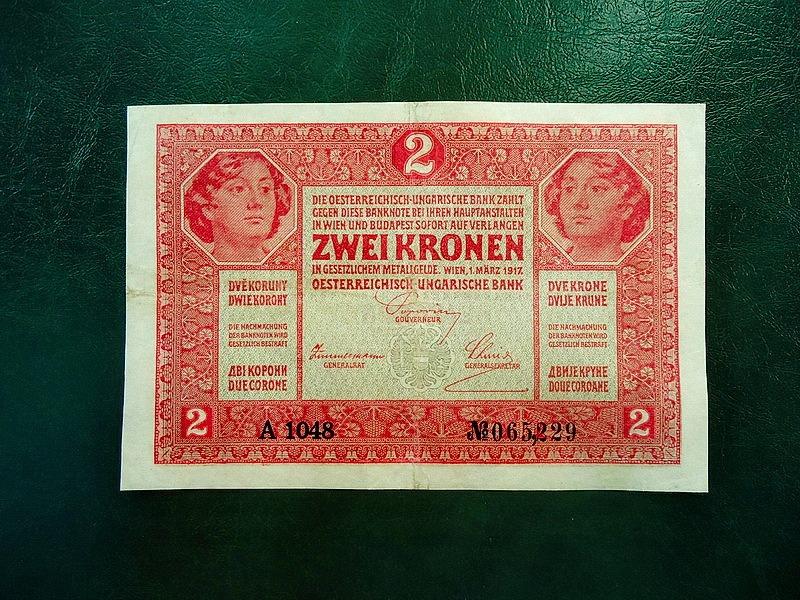 2
DIE OESTERREICHISCH-UNGARISCHE BANK ZAHLT
GEGEN DIESE BANKNOTE BEI IHREN HAUPTANSTALTEN
IN WIEN UND BUDAPEST SOFORT AUF VERLANGEN
ZWEI KRONEN
IN GESETZLICHEM METALLGELDE. WIEN, 1. MÄRZ 1917.
OESTERREICHISCH-UNGARISCHE BANK
GOUVERNEUR
GENERALRAT
GENERALSEKRETÄR
DVĚ KORUNY
DWIE KORONY
DIE NACHMACHUNG
DER BANKNOTEN WIRD
GESETZLICH BESTRAFT
ДВІ КОРОНИ
DUE CORONE
DVE KRONE
DVIJE KRUNE
DIE NACHMACHUNG
DER BANKNOTEN WIRD
GESETZLICH BESTRAFT.
ДВИЈЕ КРУНЕ
DOUE COROANE
2
A 1048
№065,229
2